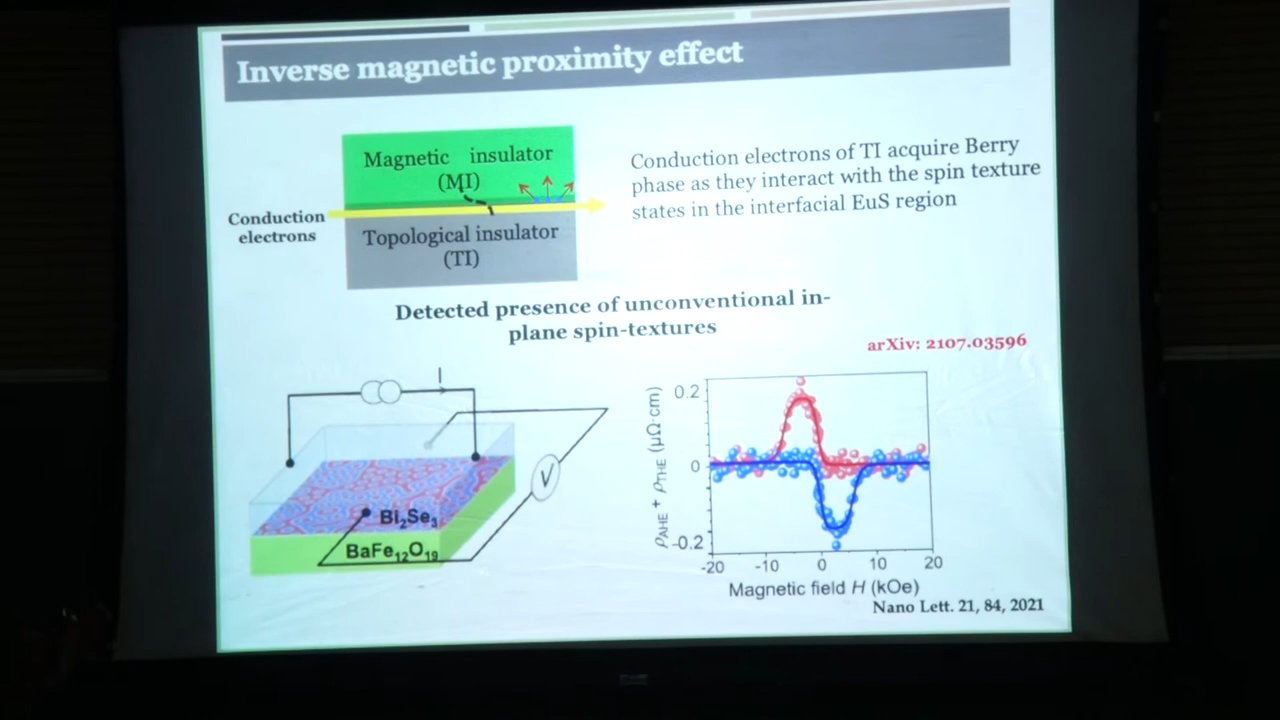 Inverse magnetic proximity effect
Magnetic insulator
(MI)
Conduction
electrons
Topological insulator
(TI)
Conduction electrons of TI acquire Berry
phase as they interact with the spin texture
states in the interfacial EuS region
Detected presence of unconventional in-
plane spin-textures
arXiv: 2107.03596
I
V
Bi₂Se₃
BaFe₁₂O₁₉
ρAHE + ρTHE (μΩ·cm)
0.2
0
-0.2
-20 -10 0 10 20
Magnetic field H (kOe)
Nano Lett. 21, 84, 2021